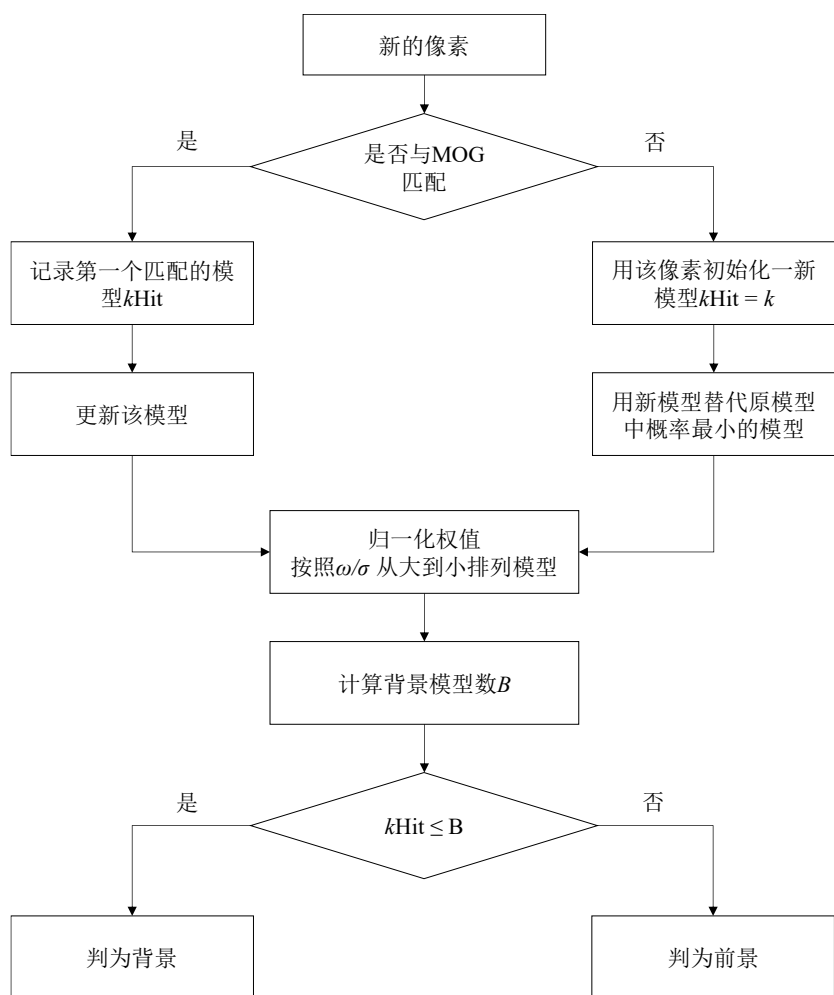 新的像素
是否与MOG
匹配
是
否
记录第一个匹配的模
型kHit
用该像素初始化一新
模型kHit = k
更新该模型
用新模型替代原模型
中概率最小的模型
归一化权值
按照ω/σ 从大到小排列模型
计算背景模型数B
kHit ≤ B
是
否
判为背景
判为前景